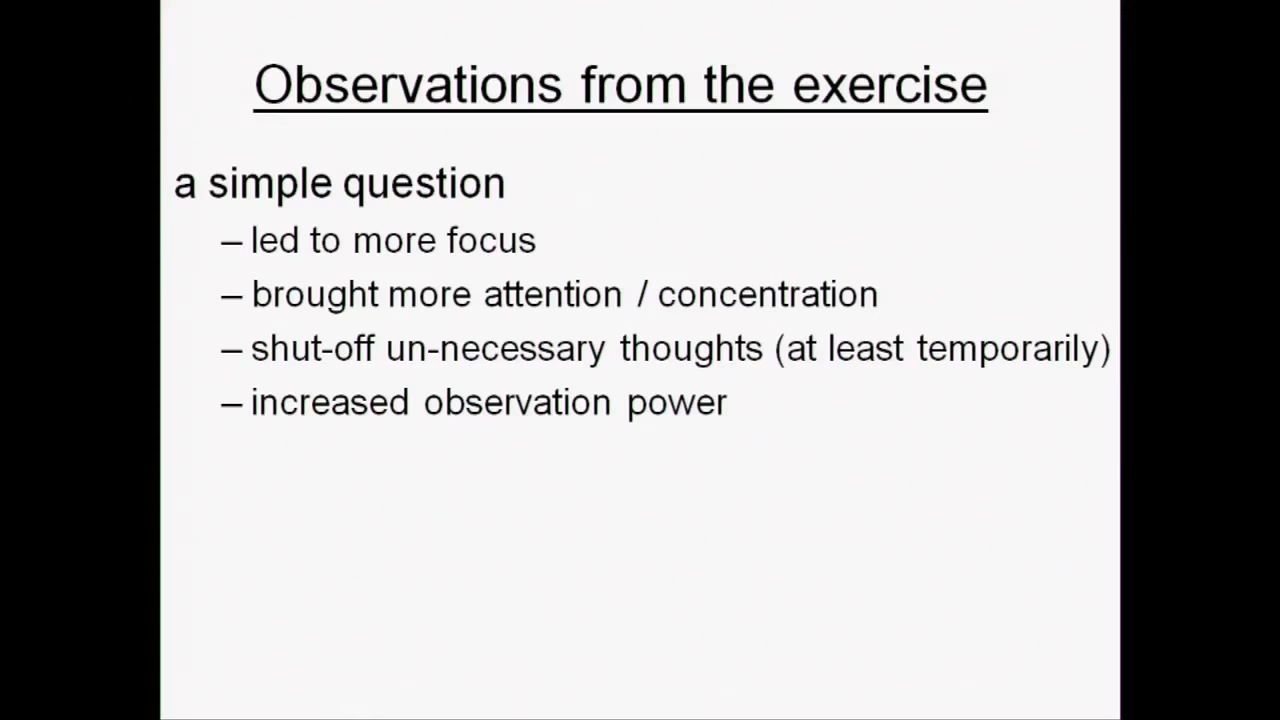 Observations from the exercise
a simple question
– led to more focus
– brought more attention / concentration
– shut-off un-necessary thoughts (at least temporarily)
– increased observation power